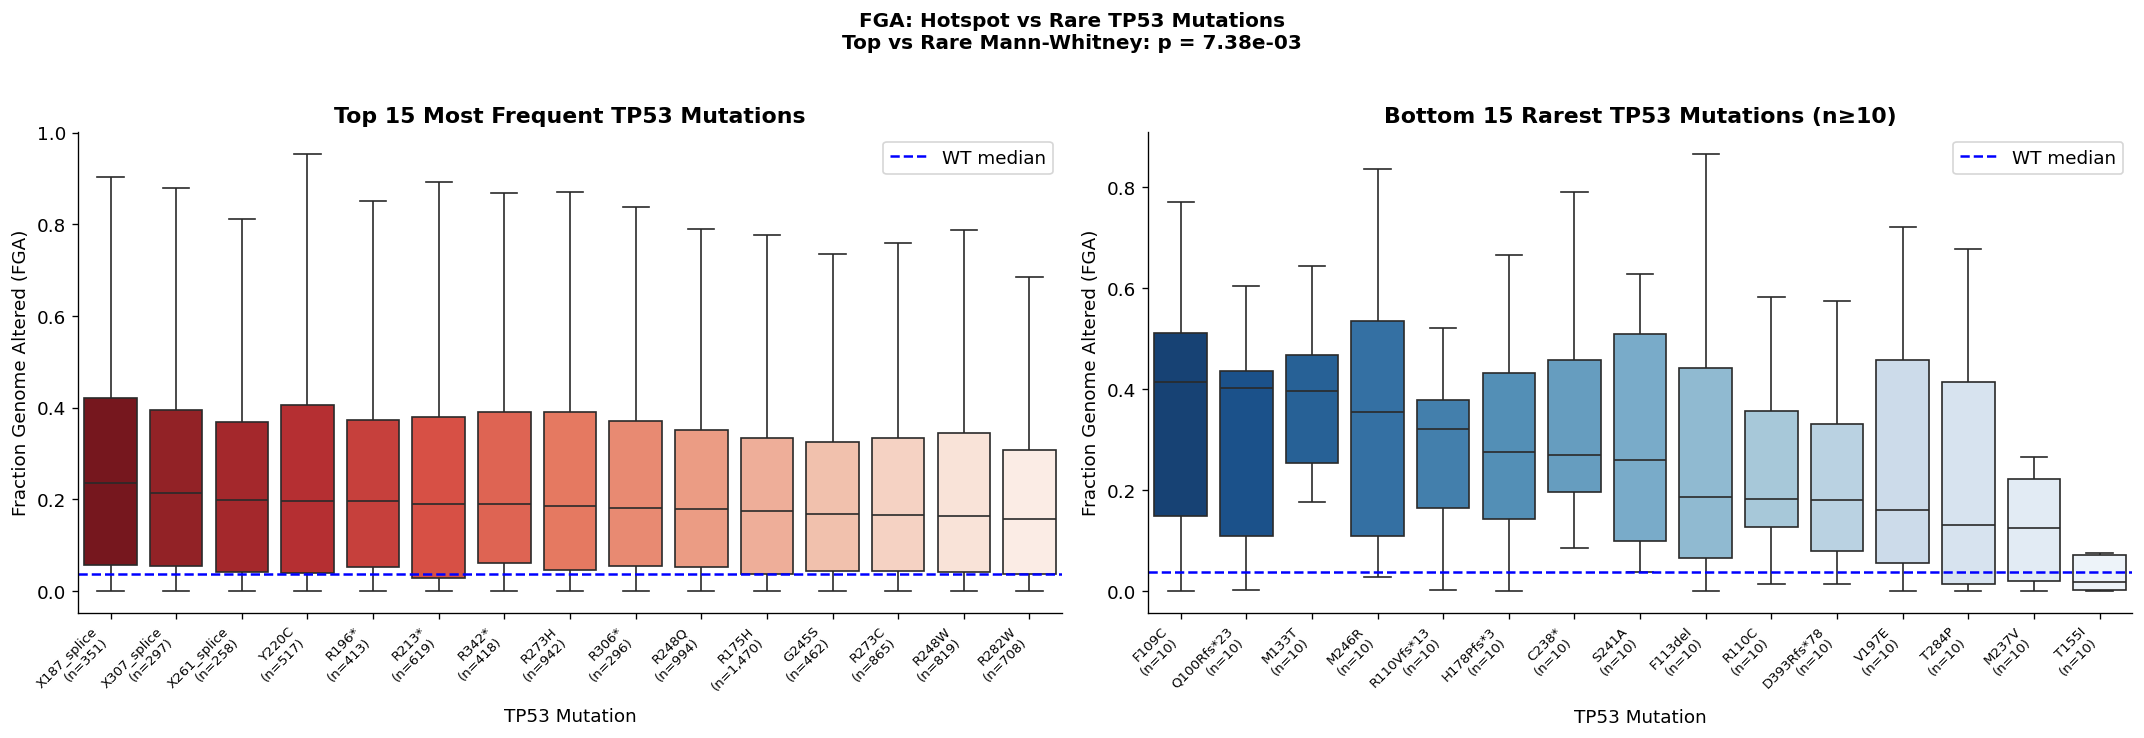 FGA: Hotspot vs Rare TP53 Mutations
Top vs Rare Mann-Whitney: p = 7.38e-03
Top 15 Most Frequent TP53 Mutations
WT median
Fraction Genome Altered (FGA)
1.0
0.8
0.6
0.4
0.2
0.0
X187_splice
(n=351)
X307_splice
(n=297)
X261_splice
(n=258)
Y220C
(n=517)
R196*
(n=413)
R213*
(n=619)
R342*
(n=418)
R273H
(n=942)
R306*
(n=296)
R248Q
(n=994)
R175H
(n=1,470)
G245S
(n=462)
R273C
(n=865)
R248W
(n=819)
R282W
(n=708)
TP53 Mutation
Bottom 15 Rarest TP53 Mutations (n≥10)
WT median
Fraction Genome Altered (FGA)
0.8
0.6
0.4
0.2
0.0
F109C
(n=10)
Q100Rfs*23
(n=10)
M133T
(n=10)
M246R
(n=10)
R110Vfs*13
(n=10)
H178Pfs*3
(n=10)
C238*
(n=10)
S241A
(n=10)
F113del
(n=10)
R110C
(n=10)
D393Rfs*78
(n=10)
V197E
(n=10)
T284P
(n=10)
M237V
(n=10)
T155I
(n=10)
TP53 Mutation